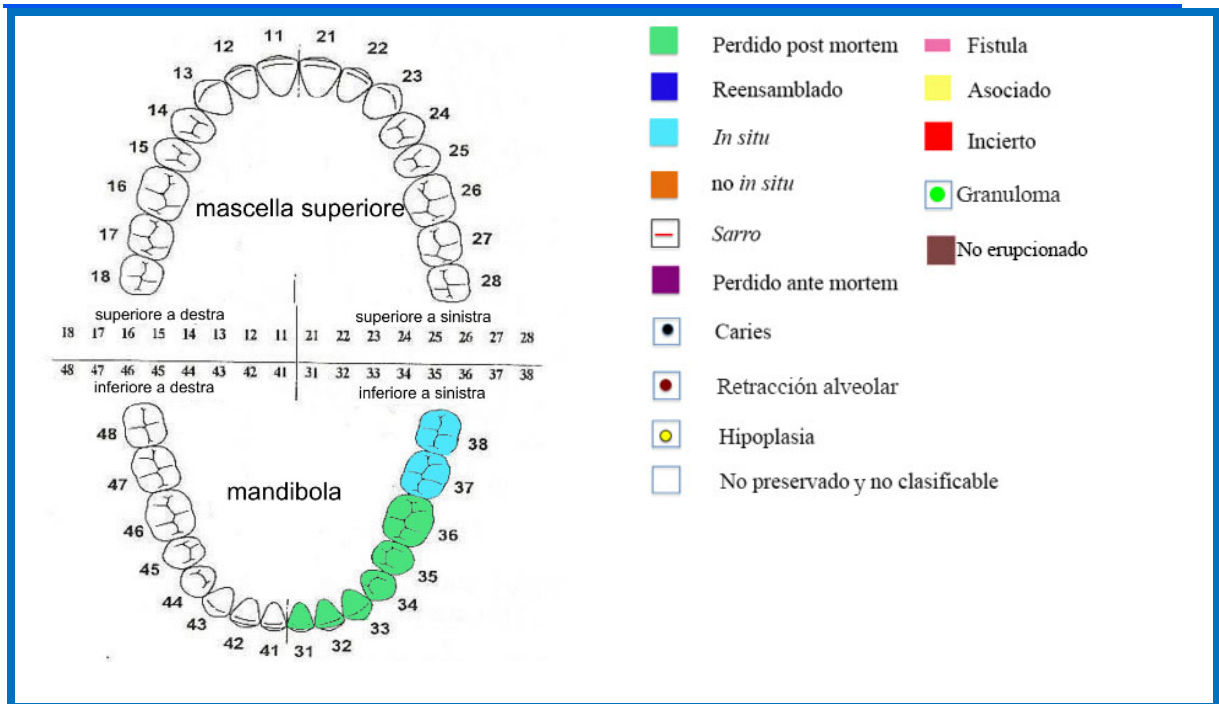 11 21
12 22
13 23
14 24
15 25
16 26
mascella superiore
17 27
18 28
superiore a destra superiore a sinistra
18 17 16 15 14 13 12 11 21 22 23 24 25 26 27 28
48 47 46 45 44 43 42 41 31 32 33 34 35 36 37 38
inferiore a destra inferiore a sinistra
48 38
47 37
mandibola
46 36
45 35
44 34
43 33
42 41 31 32
Perdido post mortem
Reensamblado
In situ
no in situ
Sarro
Perdido ante mortem
Caries
Retracción alveolar
Hipoplasia
No preservado y no clasificable
Fistula
Asociado
Incierto
Granuloma
No erupcionado